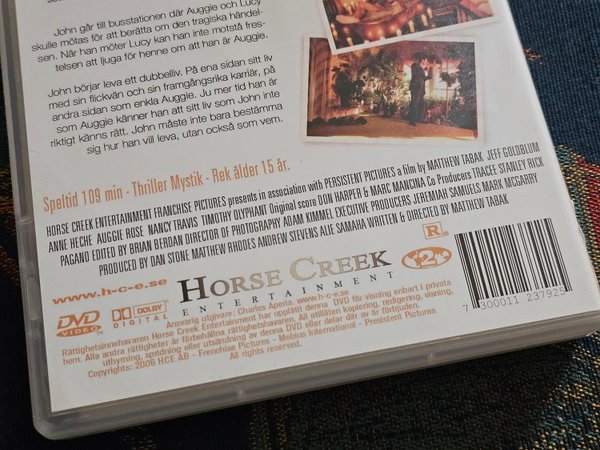 John går till busstationen där Auggie och Lucy
skulle mötas för att berätta om den tragiska händel-
sen. När han möter Lucy kan han inte motstå fres-
telsen att ljuga för henne om att han är Auggie.
John börjar leva ett dubbelliv. På ena sidan sitt liv
med sin flickvän och sin framgångsrika karriär, på
andra sidan som enkla Auggie. Ju mer tid han är
som Auggie känner han att sitt liv som John inte
riktigt känns rätt. John måste inte bara bestämma
sig hur han vill leva, utan också som vem.
Speltid 109 min - Thriller Mystik - Rek ålder 15 år.
HORSE CREEK ENTERTAINMENT FRANCHISE PICTURES presents in association with PERSISTENT PICTURES a film by MATTHEW TABAK JEFF GOLDBLUM
ANNE HECHE AUGGIE ROSE NANCY TRAVIS TIMOTHY OLYPHANT Original score DON HARPER & MARC MANCINA Co Producers TRACEE STANLEY RICK
PAGANO EDITED BY BRIAN BERDAN DIRECTOR OF PHOTOGRAPHY ADAM KIMMEL EXECUTIVE PRODUCERS JEREMIAH SAMUELS MARK MCGARRY
PRODUCED BY DAN STONE MATTHEW RHODES ANDREW STEVENS ALIE SAMAHA WRITTEN & DIRECTED BY MATTHEW TABAK
www.h-c-e.se
HORSE CREEK
ENTERTAINMENT
R
2
DVD
VIDEO
DOLBY
DIGITAL
7 300011 237925
Ansvarig utgivare: Charles Aperia. www.h-c-e.se
Rättighetsinnehavaren Horse Creek Entertainment har upplåtit denna DVD för visning enbart i privata
hem. Alla andra rättigheter är förbehållna rättighetshavaren. All otillåten kopiering, redigering, visning,
uthyrning, spridning eller utsändning av denna DVD eller delar där av är förbjuden.
All rights reserved.
Copyrights: 2006 HCE AB - Frenchise Pictures - Mobius International - Presistent Pictures